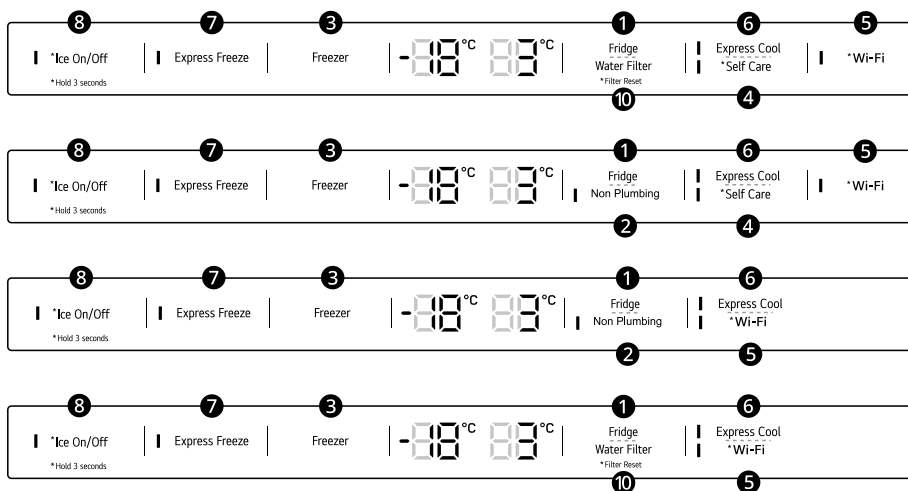 8 7 3 1 6 5
*Ice On/Off Express Freeze Freezer -18 °C 3 °C Fridge Express Cool *Wi-Fi
Water Filter *Self Care
*Hold 3 seconds *Filter Reset
10 4
8 7 3 1 6 5
*Ice On/Off Express Freeze Freezer -18 °C 3 °C Fridge Express Cool *Wi-Fi
Non Plumbing *Self Care
*Hold 3 seconds
2 4
8 7 3 1 6
*Ice On/Off Express Freeze Freezer -18 °C 3 °C Fridge Express Cool
Non Plumbing *Wi-Fi
*Hold 3 seconds
2 5
8 7 3 1 6
*Ice On/Off Express Freeze Freezer -18 °C 3 °C Fridge Express Cool
Water Filter *Wi-Fi
*Hold 3 seconds *Filter Reset
10 5